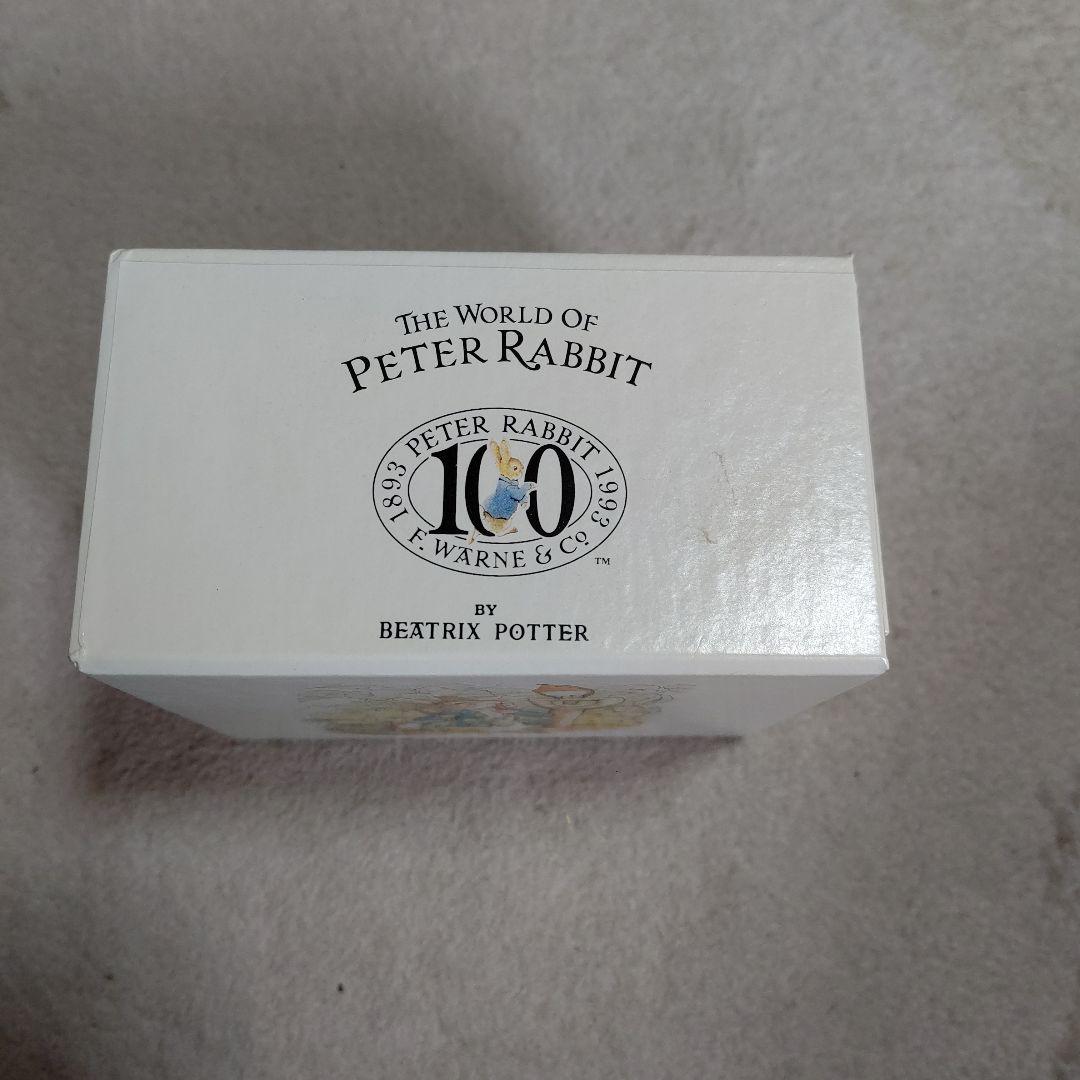 THE WORLD OF
PETER RABBIT
1893 PETER RABBIT 1993
100
F. WARNE & Co
TM
BY
BEATRIX POTTER